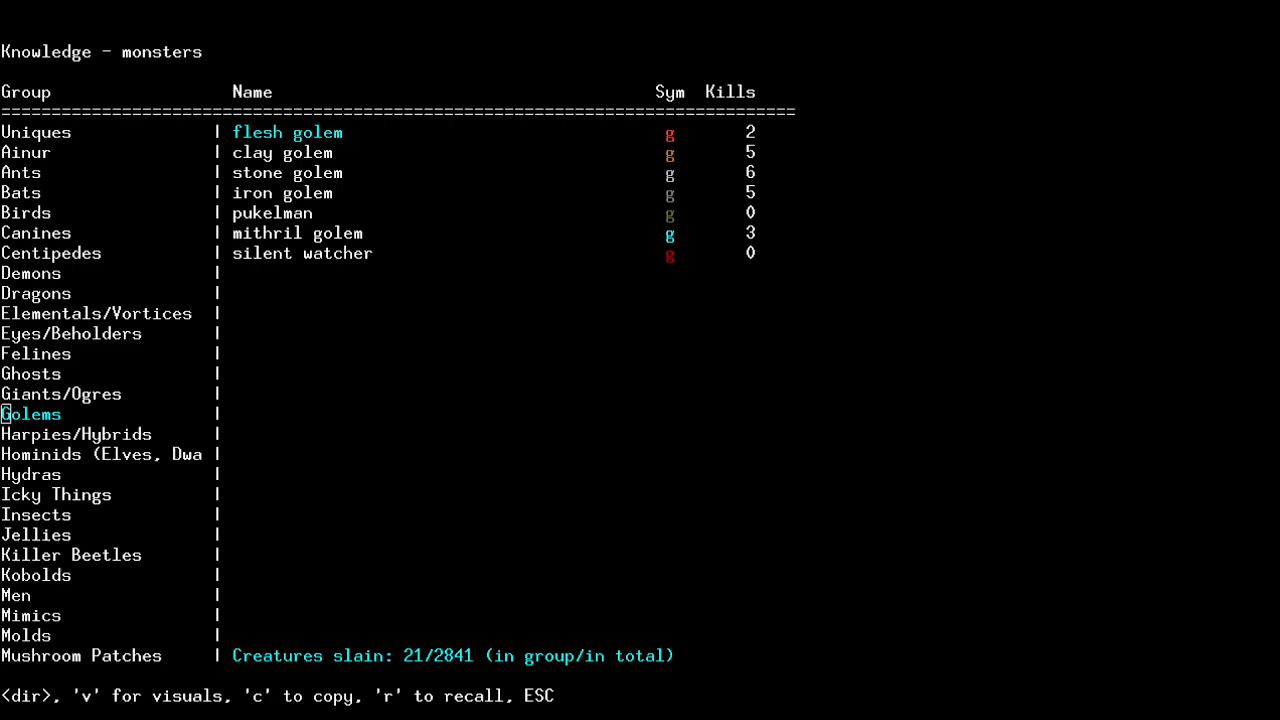 Knowledge - monsters
Group Name Sym Kills
===============================================================================
Uniques | flesh golem g 2
Ainur | clay golem g 5
Ants | stone golem g 6
Bats | iron golem g 5
Birds | pukelman g 0
Canines | mithril golem g 3
Centipedes | silent watcher g 0
Demons |
Dragons |
Elementals/Vortices |
Eyes/Beholders |
Felines |
Ghosts |
Giants/Ogres |
Golems |
Harpies/Hybrids |
Hominids (Elves, Dwa |
Hydras |
Icky Things |
Insects |
Jellies |
Killer Beetles |
Kobolds |
Men |
Mimics |
Molds |
Mushroom Patches | Creatures slain: 21/2841 (in group/in total)
<dir>, 'v' for visuals, 'c' to copy, 'r' to recall, ESC